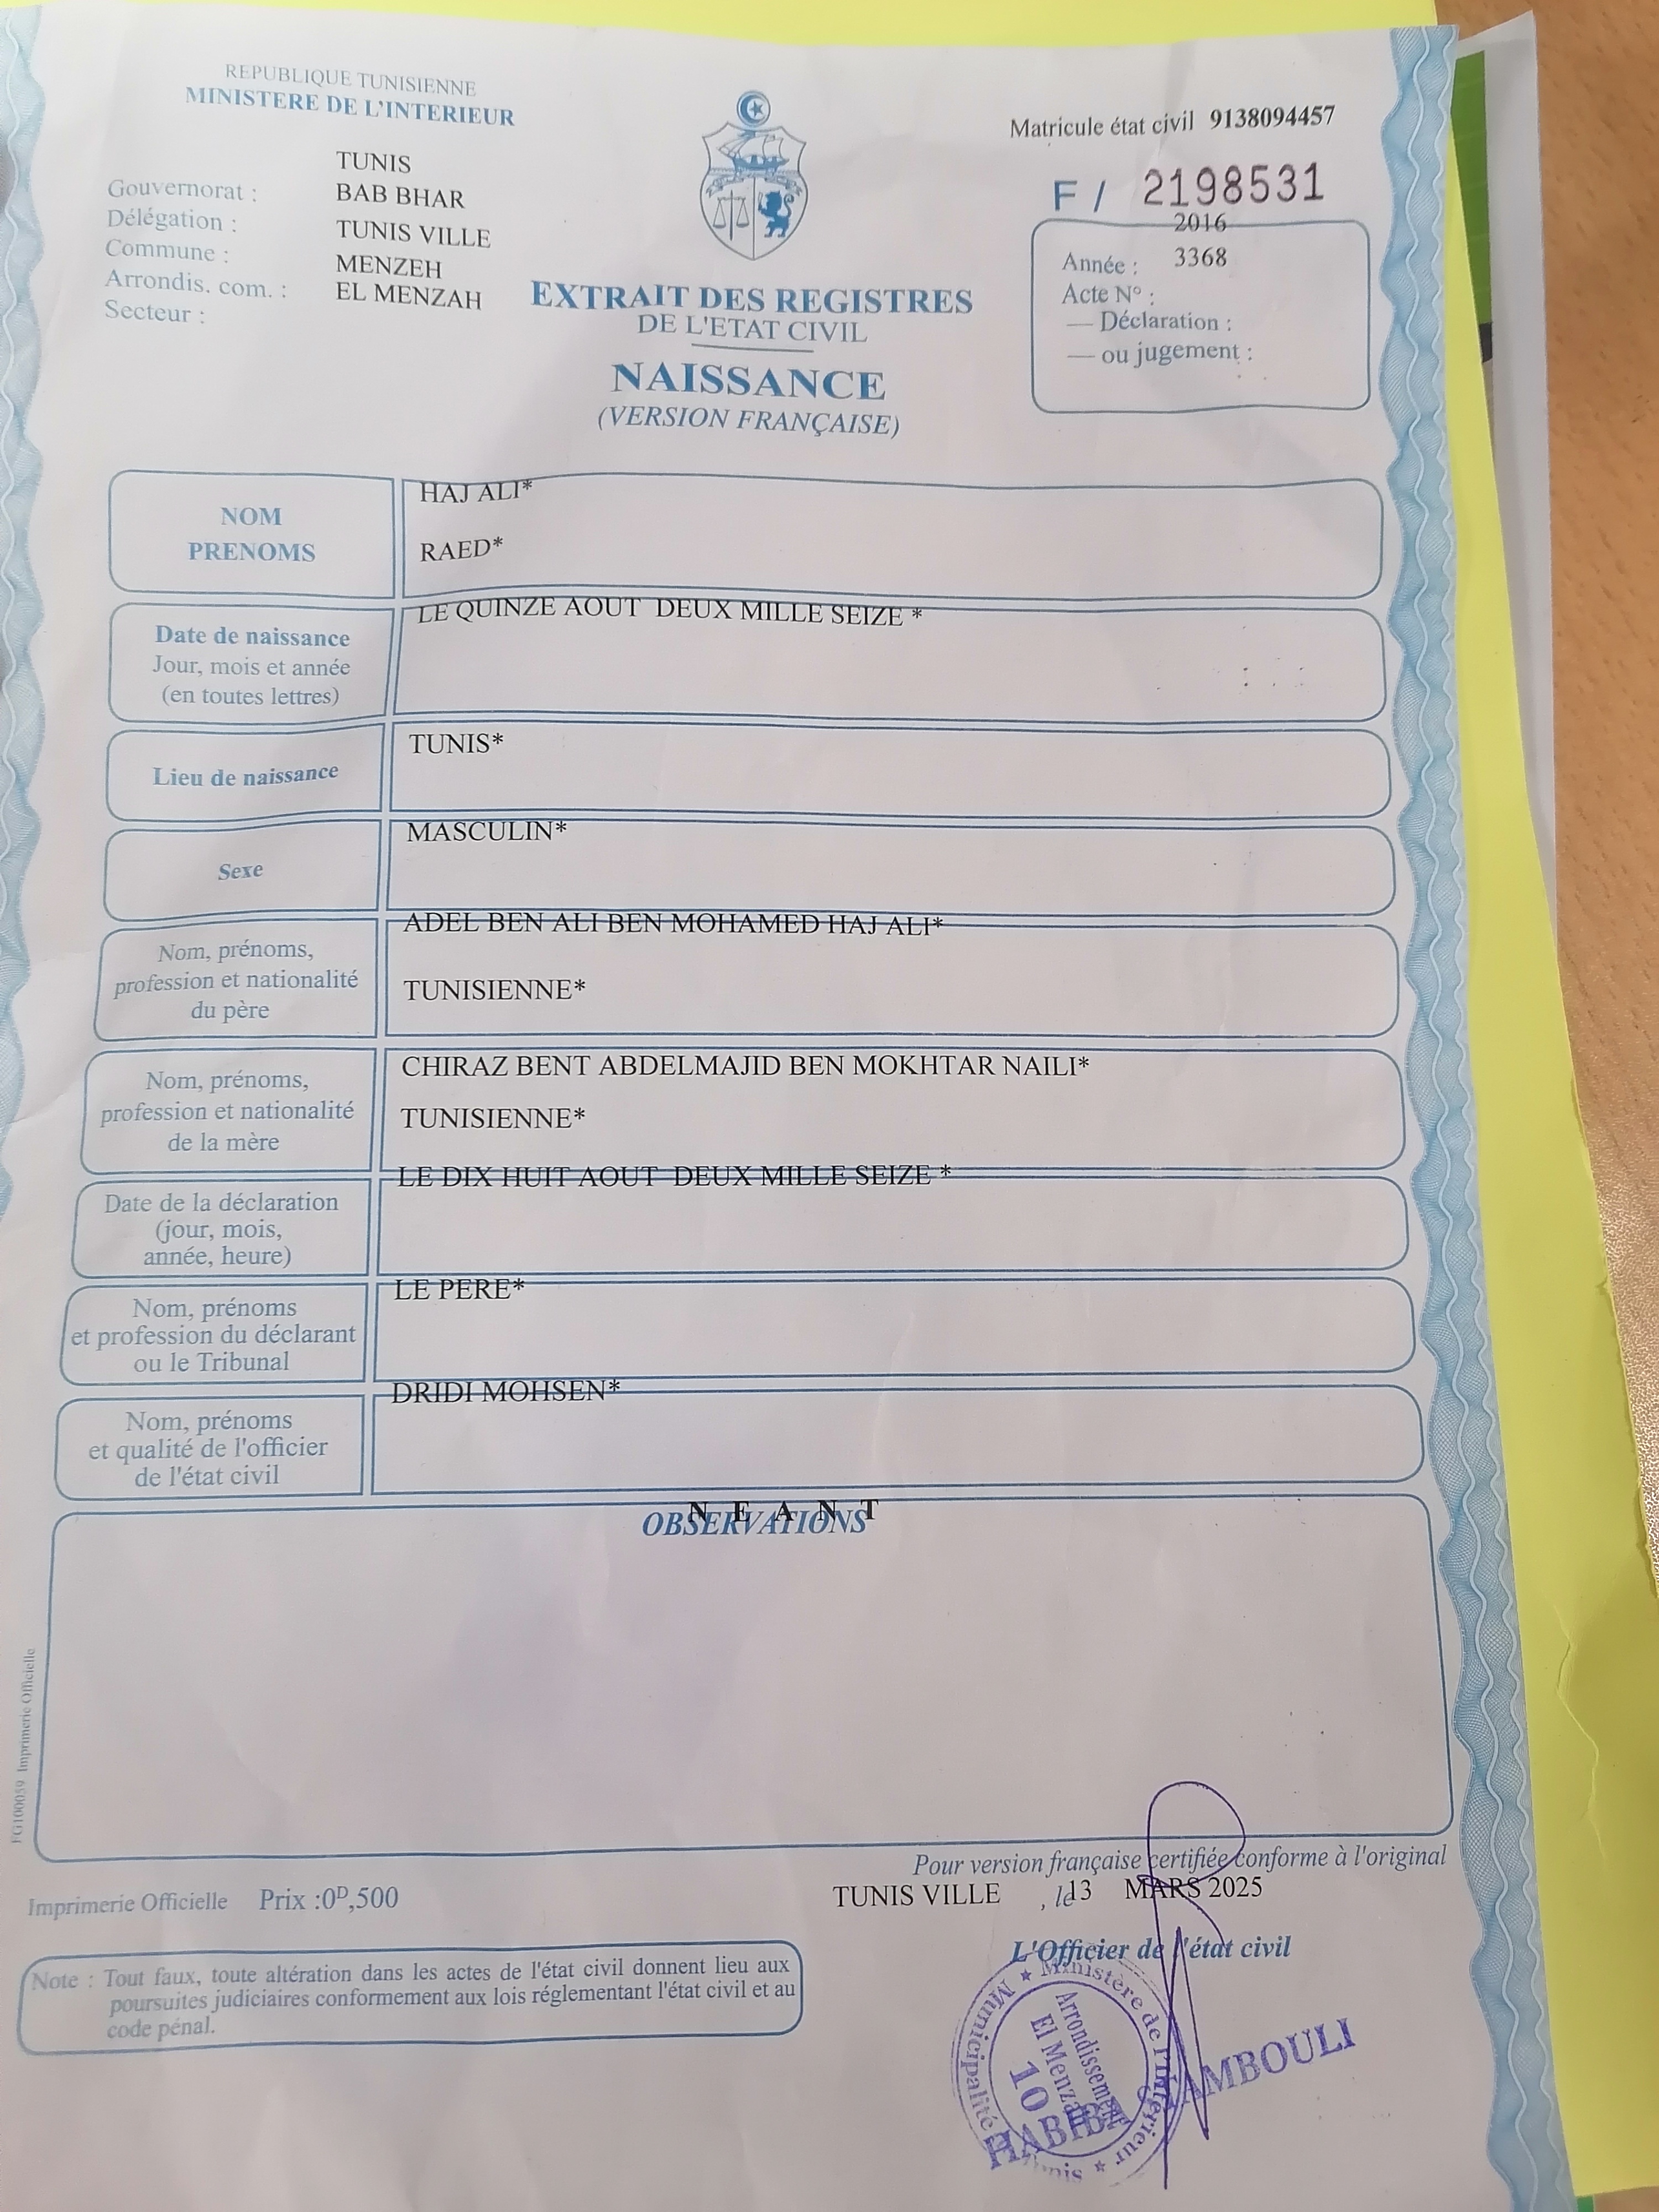 REPUBLIQUE TUNISIENNE
MINISTERE DE L'INTERIEUR
Matricule état civil 9138094457
F / 2198531
TUNIS
Gouvernorat : BAB BHAR
Délégation : TUNIS VILLE
Commune : MENZEH
Arrondis. com. : EL MENZAH
Secteur :
2016
Année : 3368
Acte N° :
— Déclaration :
— ou jugement :
EXTRAIT DES REGISTRES
DE L'ETAT CIVIL
NAISSANCE
(VERSION FRANÇAISE)
NOM
PRENOMS
HAJ ALI*
RAED*
Date de naissance
Jour, mois et année
(en toutes lettres)
LE QUINZE AOUT DEUX MILLE SEIZE *
Lieu de naissance
TUNIS*
Sexe
MASCULIN*
Nom, prénoms,
profession et nationalité
du père
ADEL BEN ALI BEN MOHAMED HAJ ALI*
TUNISIENNE*
Nom, prénoms,
profession et nationalité
de la mère
CHIRAZ BENT ABDELMAJID BEN MOKHTAR NAILI*
TUNISIENNE*
Date de la déclaration
(jour, mois,
année, heure)
LE DIX HUIT AOUT DEUX MILLE SEIZE *
Nom, prénoms
et profession du déclarant
ou le Tribunal
LE PERE*
Nom, prénoms
et qualité de l'officier
de l'état civil
DRIDI MOHSEN*
N E A N T
OBSERVATIONS
FG100059 Imprimerie Officielle
Pour version française certifiée conforme à l'original
TUNIS VILLE , le 13 MARS 2025
Imprimerie Officielle Prix :0D,500
L'Officier de l'état civil
Note : Tout faux, toute altération dans les actes de l'état civil donnent lieu aux
poursuites judiciaires conformement aux lois réglementant l'état civil et au
code pénal.
★ Ministère de l'Intérieur ★
Municipalité Tunis
Arrondissement
El Menzah
10
HABIBA